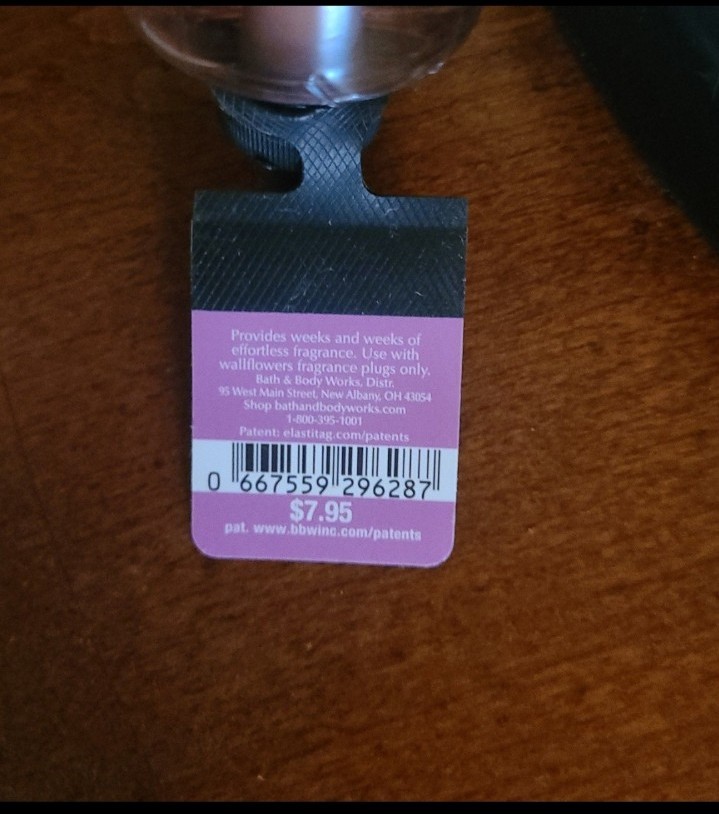 Provides weeks and weeks of
effortless fragrance. Use with
wallflowers fragrance plugs only.
Bath & Body Works, Distr.
95 West Main Street, New Albany, OH 43054
Shop bathandbodyworks.com
1-800-395-1001
Patent: elastitag.com/patents
0 667559 296287
$7.95
pat. www.bbwinc.com/patents